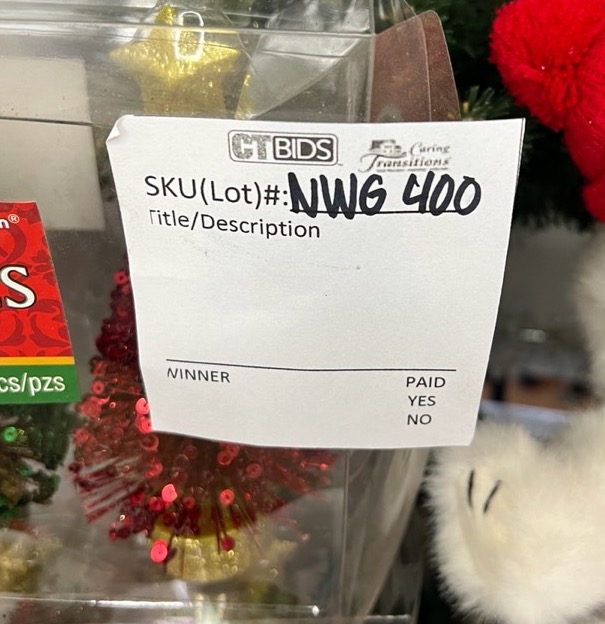 CTBIDS
Caring
Transitions
SKU(Lot)#:NWG 400
Title/Description
WINNER
PAID
YES
NO
n®
S
cs/pzs